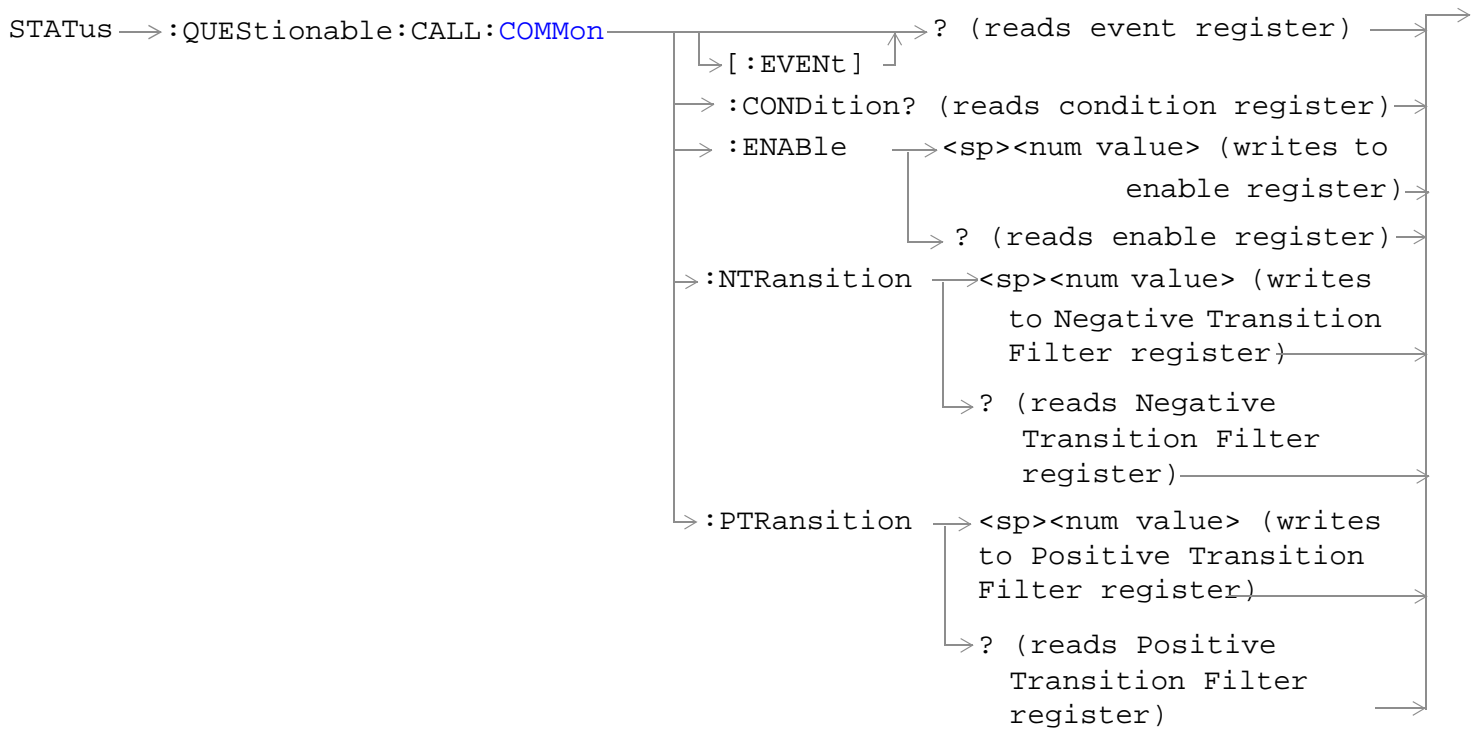 STATus :QUEStionable:CALL:COMMon ? (reads event register)
[:EVENt]
:CONDition? (reads condition register)
:ENABle <sp><num value> (writes to
enable register)
? (reads enable register)
:NTRansition <sp><num value> (writes
to Negative Transition
Filter register)
? (reads Negative
Transition Filter
register)
:PTRansition <sp><num value> (writes
to Positive Transition
Filter register)
? (reads Positive
Transition Filter
register)